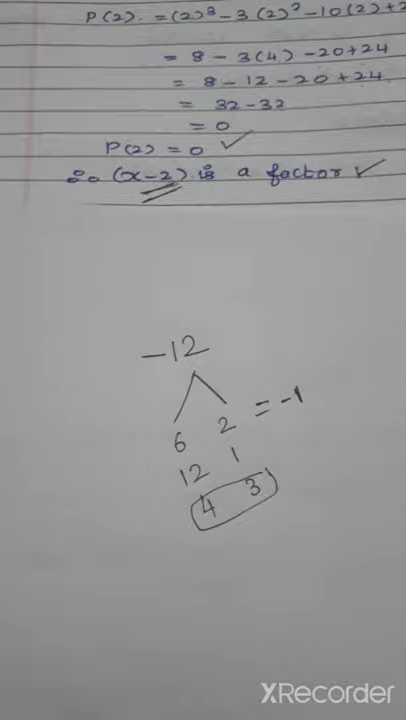 P(2). = (2)³ - 3(2)² - 10(2) + 2
= 8 - 3(4) - 20 + 24
= 8 - 12 - 20 + 24
= 32 - 32
= 0
P(2) = 0 ✓
∴ (x-2) is a factor ✓
-12
6 2 = -1
12 1
4 3
XRecorder